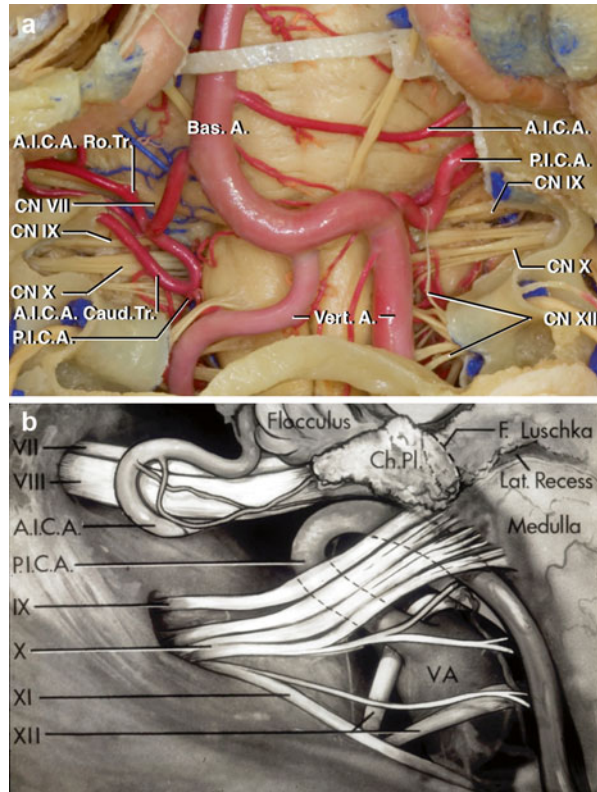 a
Bas. A.
A.I.C.A. Ro.Tr.
CN VII
CN IX
CN X
A.I.C.A. Caud.Tr.
P.I.C.A.
Vert. A.
A.I.C.A.
P.I.C.A.
CN IX
CN X
CN XII
b
Flocculus
VII
VIII
A.I.C.A.
P.I.C.A.
IX
X
XI
XII
Ch.Pl.
F. Luschka
Lat. Recess
Medulla
VA